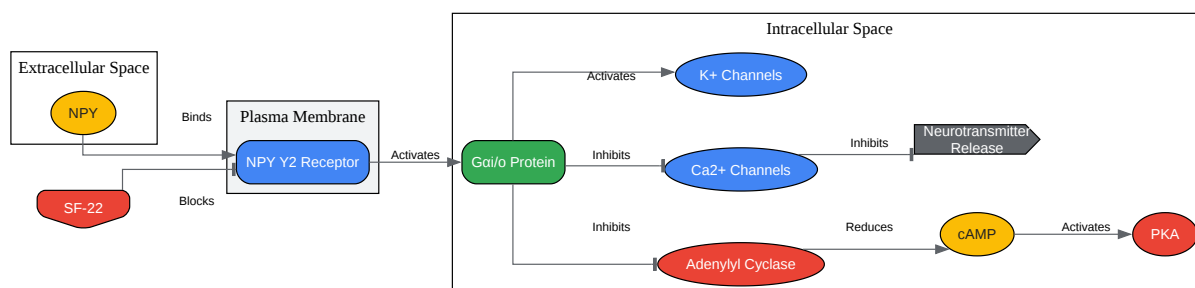 Intracellular Space
Extracellular Space
NPY
Binds
Plasma Membrane
NPY Y2 Receptor
SF-22
Blocks
Activates
Gαi/o Protein
Activates
K+ Channels
Inhibits
Ca2+ Channels
Inhibits
Neurotransmitter
Release
Inhibits
Adenylyl Cyclase
Reduces
cAMP
Activates
PKA